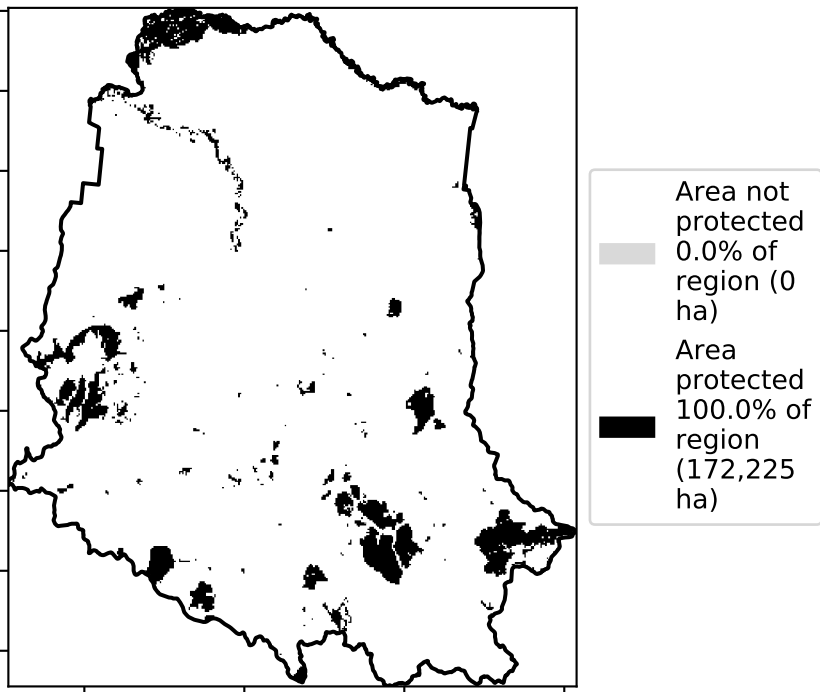 Area not
protected
0.0% of
region (0
ha)
Area
protected
100.0% of
region
(172,225
ha)